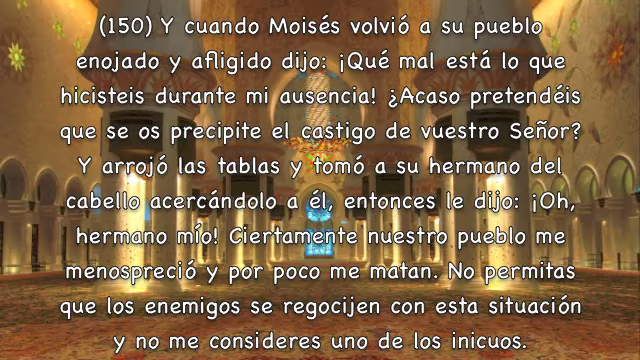 (150) Y cuando Moisés volvió a su pueblo
enojado y afligido dijo: ¡Qué mal está lo que
hicisteis durante mi ausencia! ¿Acaso pretendéis
que se os precipite el castigo de vuestro Señor?
Y arrojó las tablas y tomó a su hermano del
cabello acercándolo a él, entonces le dijo: ¡Oh,
hermano mío! Ciertamente nuestro pueblo me
menospreció y por poco me matan. No permitas
que los enemigos se regocijen con esta situación
y no me consideres uno de los inicuos.